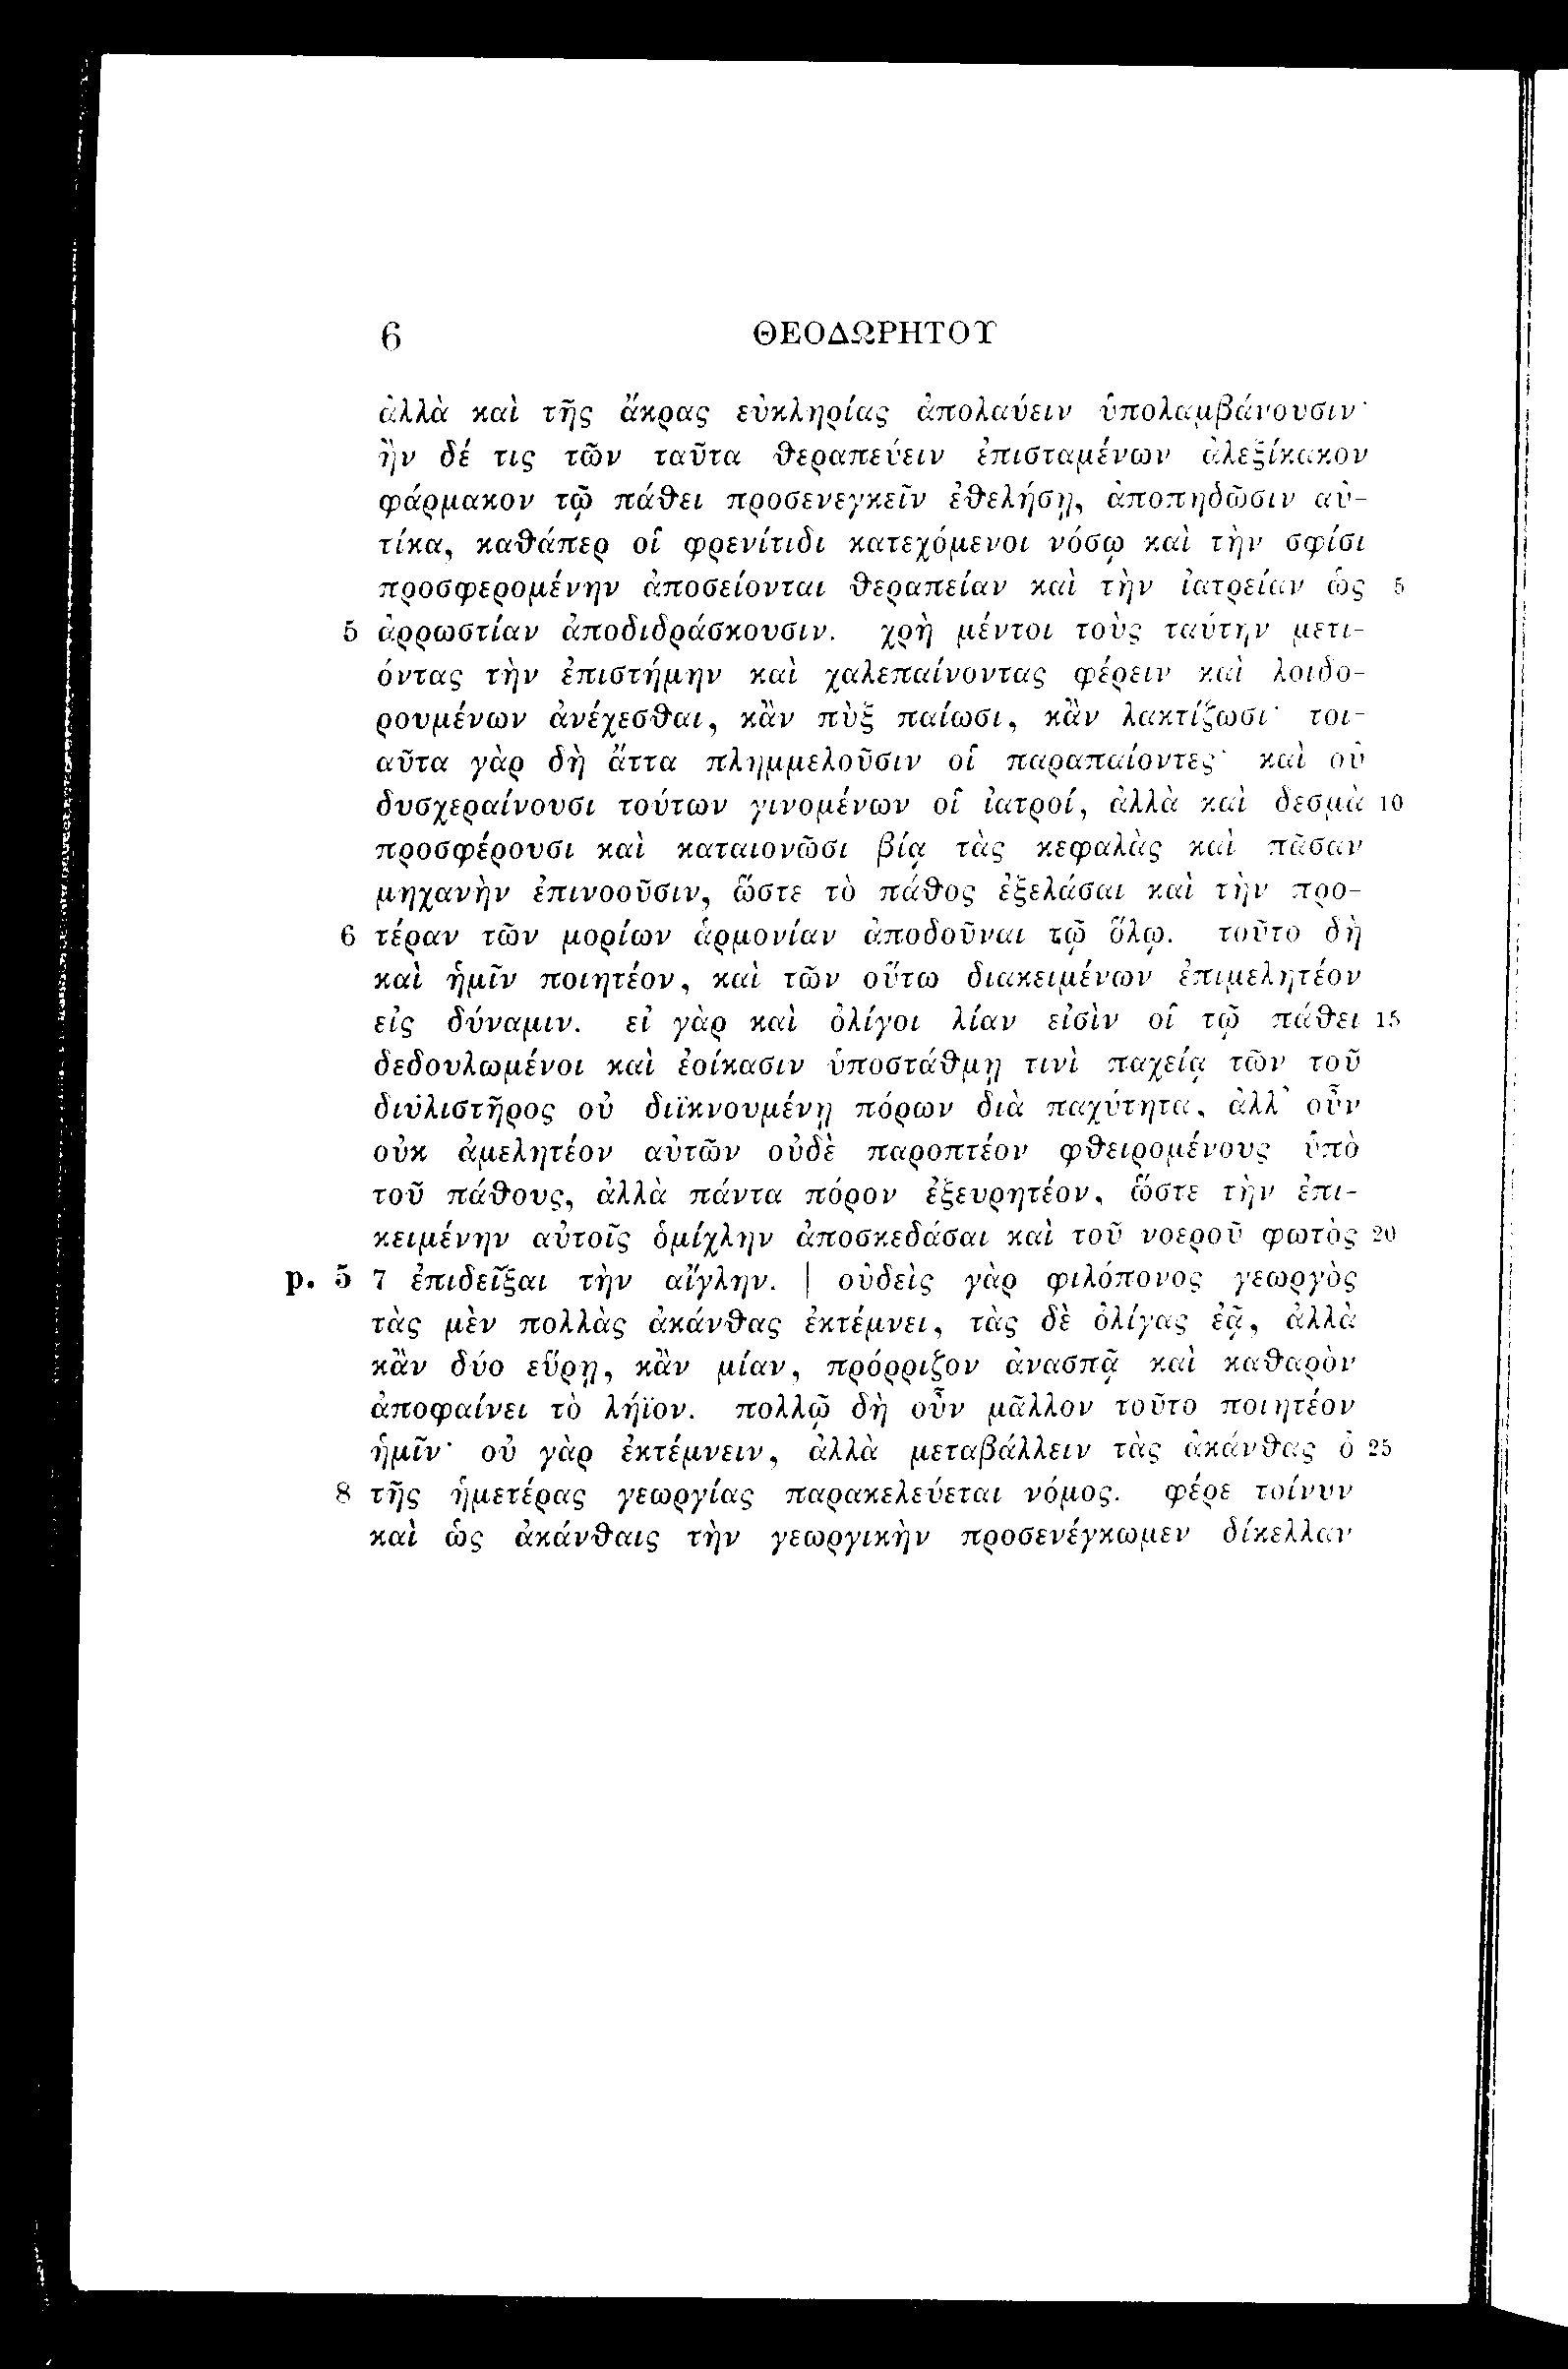 6 ΘΕΟΔΩΡΗΤΟΥ
ἀλλὰ καὶ τῆς ἄκρας εὐκληρίας ἀπολαύειν ὑπολαμβάνουσιν·
ἢν δέ τις τῶν ταῦτα θεραπεύειν ἐπισταμένων ἀλεξίκακον
φάρμακον τῷ πάθει προσενεγκεῖν ἐθελήσῃ, ἀποπηδῶσιν αὐ-
τίκα, καθάπερ οἱ φρενίτιδι κατεχόμενοι νόσῳ καὶ τὴν σφίσι
προσφερομένην ἀποσείονται θεραπείαν καὶ τὴν ἰατρείαν ὡς 5
5 ἀρρωστίαν ἀποδιδράσκουσιν. χρὴ μέντοι τοὺς ταύτην μετι-
όντας τὴν ἐπιστήμην καὶ χαλεπαίνοντας φέρειν καὶ λοιδο-
ρουμένων ἀνέχεσθαι, κἂν πὺξ παίωσι, κἂν λακτίζωσι· τοι-
αῦτα γὰρ δὴ ἄττα πλημμελοῦσιν οἱ παραπαίοντες· καὶ οὐ
δυσχεραίνουσι τούτων γινομένων οἱ ἰατροί, ἀλλὰ καὶ δεσμὰ 10
προσφέρουσι καὶ καταιονῶσι βίᾳ τὰς κεφαλὰς καὶ πᾶσαν
μηχανὴν ἐπινοοῦσιν, ὥστε τὸ πάθος ἐξελάσαι καὶ τὴν προ-
6 τέραν τῶν μορίων ἁρμονίαν ἀποδοῦναι τῷ ὅλῳ. τοῦτο δὴ
καὶ ἡμῖν ποιητέον, καὶ τῶν οὕτω διακειμένων ἐπιμελητέον
εἰς δύναμιν. εἰ γὰρ καὶ ὀλίγοι λίαν εἰσὶν οἱ τῷ πάθει 15
δεδουλωμένοι καὶ ἐοίκασιν ὑποστάθμῃ τινὶ παχείᾳ τῶν τοῦ
διϋλιστῆρος οὐ διϊκνουμένῃ πόρων διὰ παχύτητα, ἀλλ' οὖν
οὐκ ἀμελητέον αὐτῶν οὐδὲ παροπτέον φθειρομένους ὑπὸ
τοῦ πάθους, ἀλλὰ πάντα πόρον ἐξευρητέον, ὥστε τὴν ἐπι-
κειμένην αὐτοῖς ὁμίχλην ἀποσκεδάσαι καὶ τοῦ νοεροῦ φωτὸς 20
p. 5 7 ἐπιδεῖξαι τὴν αἴγλην. | οὐδεὶς γὰρ φιλόπονος γεωργὸς
τὰς μὲν πολλὰς ἀκάνθας ἐκτέμνει, τὰς δὲ ὀλίγας ἐᾷ, ἀλλὰ
κἂν δύο εὕρῃ, κἂν μίαν, πρόρριζον ἀνασπᾷ καὶ καθαρὸν
ἀποφαίνει τὸ λήϊον. πολλῷ δὴ οὖν μᾶλλον τοῦτο ποιητέον
ἡμῖν· οὐ γὰρ ἐκτέμνειν, ἀλλὰ μεταβάλλειν τὰς ἀκάνθας ὁ 25
8 τῆς ἡμετέρας γεωργίας παρακελεύεται νόμος. φέρε τοίνυν
καὶ ὡς ἀκάνθαις τὴν γεωργικὴν προσενέγκωμεν δίκελλαν